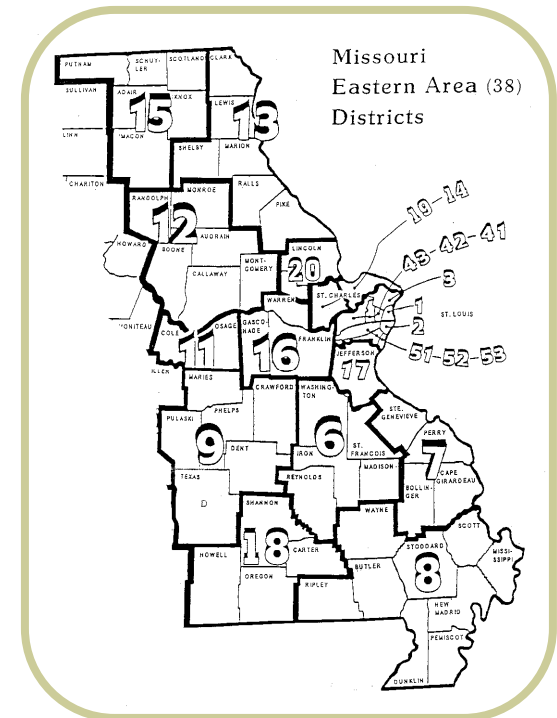 Missouri
Eastern Area (38)
Districts
PUTNAM
SCHUY-
LER
SCOTLAND
CLARK
SULLIVAN
ADAIR
KNOX
LEWIS
15
13
LINN
MACON
SHELBY
MARION
CHARITON
RANDOLPH
MONROE
RALLS
PIKE
12
HOWARD
BOONE
AUDRAIN
19-14
43-42-41
3
1
2
51-52-53
ST. LOUIS
LINCOLN
20
MONT-
GOMERY
CALLAWAY
WARREN
ST. CHARLES
MONITEAU
COLE
OSAGE
GASCO-
NADE
FRANKLIN
11
16
JEFFERSON
17
MILLER
MARIES
CRAWFORD
WASHING-
TON
STE.
GENEVIEVE
PULASKI
PHELPS
9
6
DENT
IRON
ST.
FRANCOIS
PERRY
7
MADISON
CAPE
GIRARDEAU
TEXAS
D
REYNOLDS
BOLLIN-
GER
SHANNON
WAYNE
18
CARTER
HOWELL
OREGON
RIPLEY
BUTLER
STODDARD
8
SCOTT
MISSI-
SSIPPI
NEW
MADRID
PEMISCOT
DUNKLIN